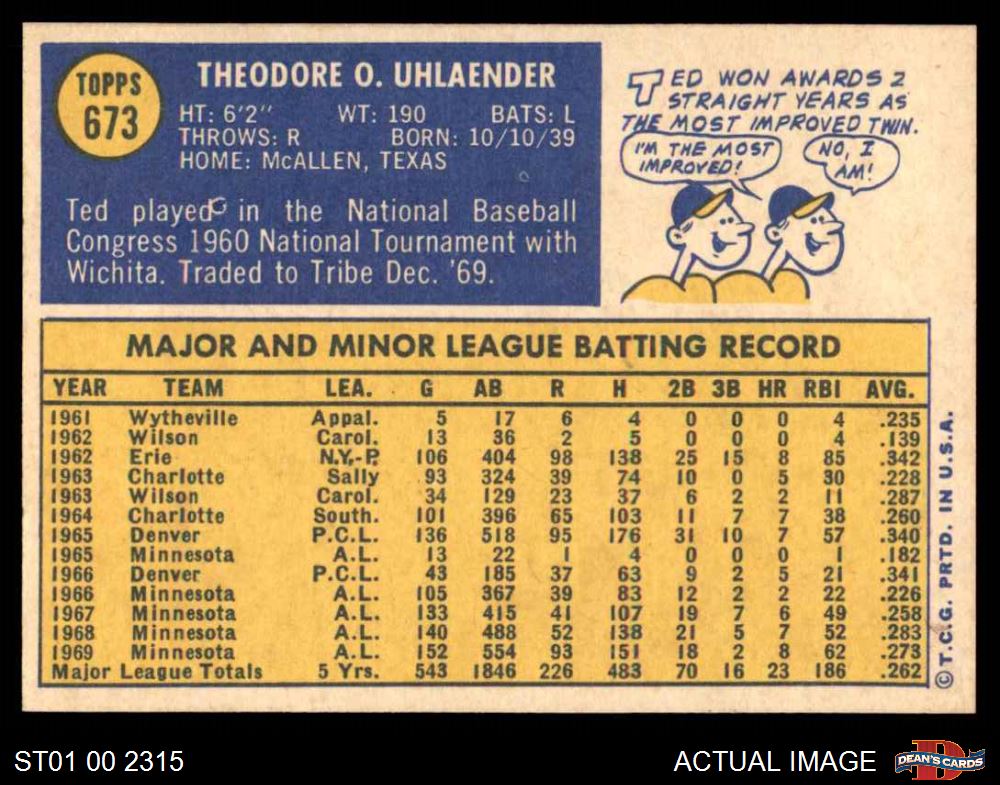 TOPPS
673
THEODORE O. UHLAENDER
HT: 6'2" WT: 190 BATS: L
THROWS: R BORN: 10/10/39
HOME: McALLEN, TEXAS
Ted played in the National Baseball
Congress 1960 National Tournament with
Wichita. Traded to Tribe Dec. '69.
TED WON AWARDS 2
STRAIGHT YEARS AS
THE MOST IMPROVED TWIN.
I'M THE MOST
IMPROVED!
NO, I
AM!
MAJOR AND MINOR LEAGUE BATTING RECORD
YEAR TEAM LEA. G AB R H 2B 3B HR RBI AVG.
1961 Wytheville Appal. 5 17 6 4 0 0 0 4 .235
1962 Wilson Carol. 13 36 2 5 0 0 0 4 .139
1962 Erie N.Y.-P. 106 404 98 138 25 15 8 85 .342
1963 Charlotte Sally 93 324 39 74 10 0 5 30 .228
1963 Wilson Carol. 34 129 23 37 6 2 2 11 .287
1964 Charlotte South. 101 396 65 103 11 7 7 38 .260
1965 Denver P.C.L. 136 518 95 176 31 10 7 57 .340
1965 Minnesota A.L. 13 22 1 4 0 0 0 1 .182
1966 Denver P.C.L. 43 185 37 63 9 2 5 21 .341
1966 Minnesota A.L. 105 367 39 83 12 2 2 22 .226
1967 Minnesota A.L. 133 415 41 107 19 7 6 49 .258
1968 Minnesota A.L. 140 488 52 138 21 5 7 52 .283
1969 Minnesota A.L. 152 554 93 151 18 2 8 62 .273
Major League Totals 5 Yrs. 543 1846 226 483 70 16 23 186 .262
©T.C.G. PRTD. IN U.S.A.
ST01 00 2315
ACTUAL IMAGE
DEAN'S CARDS